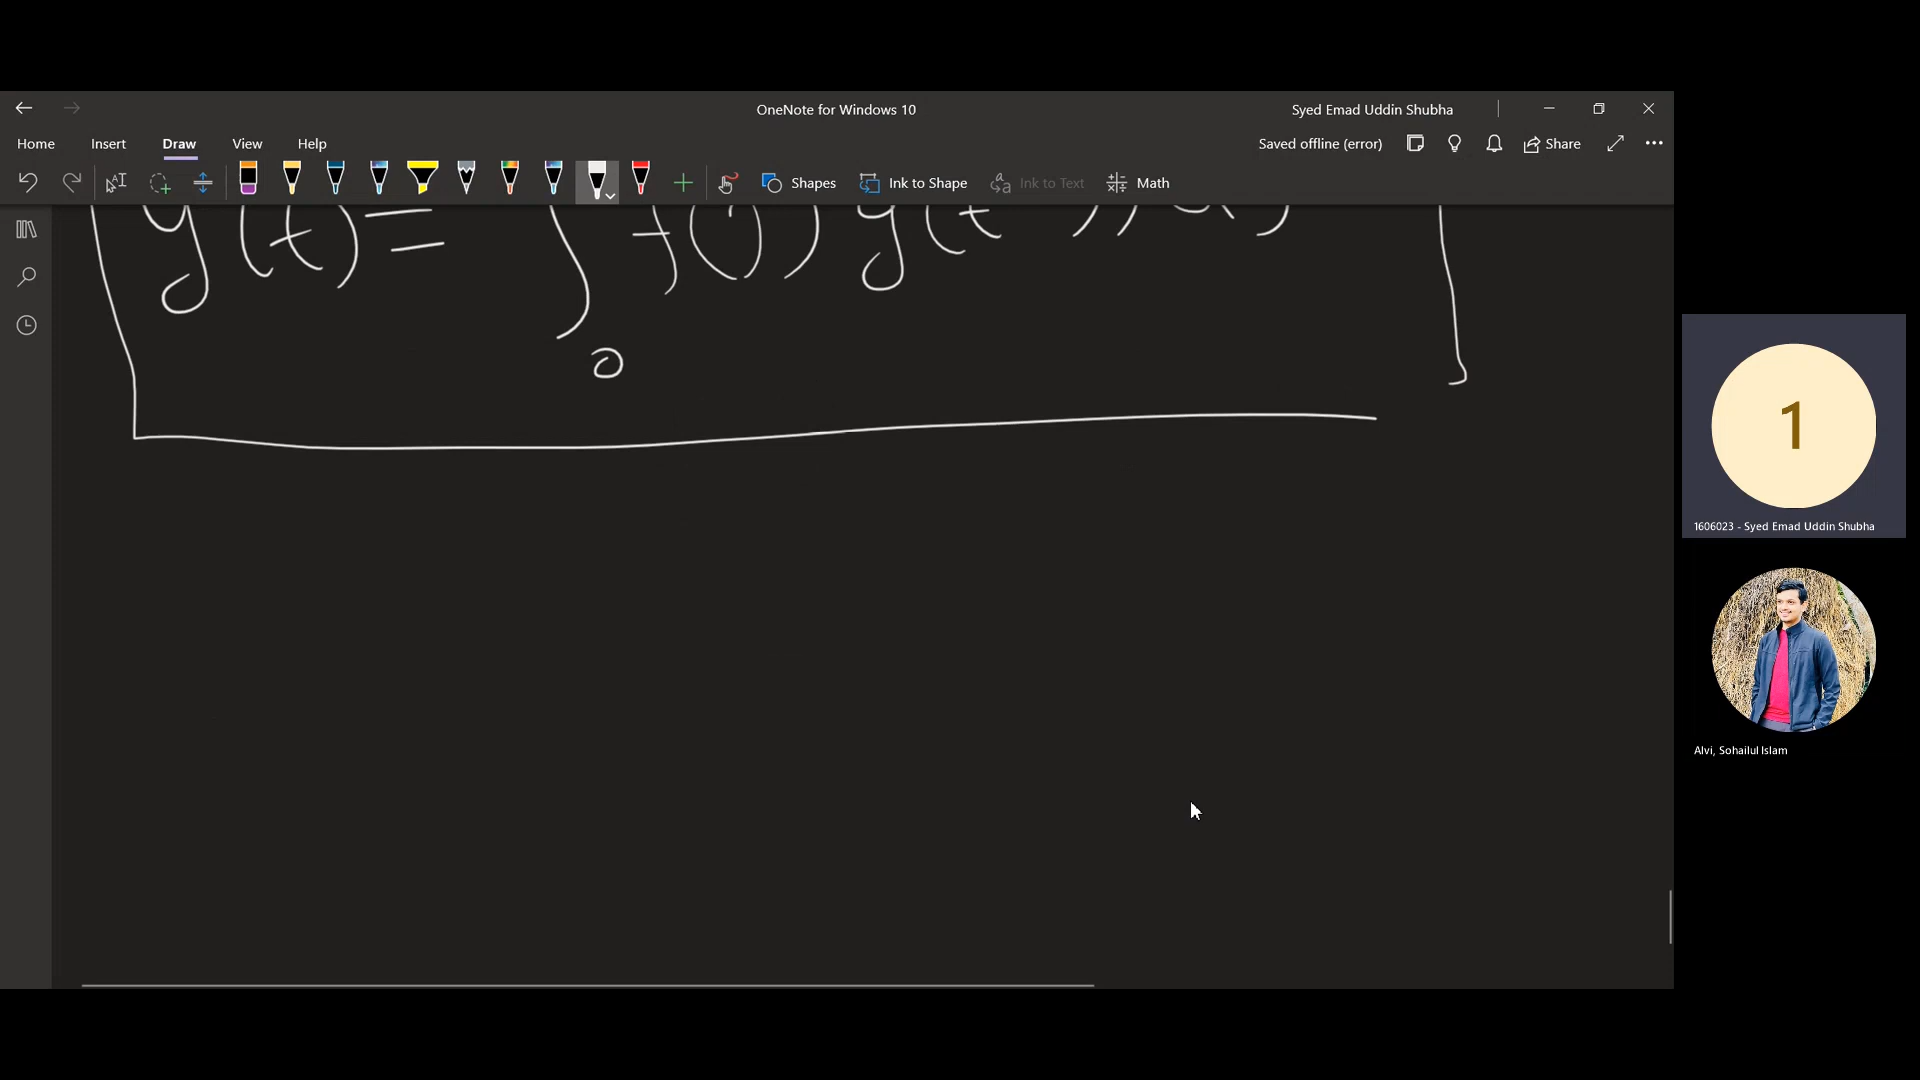 OneNote for Windows 10
Syed Emad Uddin Shubha
Home Insert Draw View Help
Saved offline (error) Share
Shapes Ink to Shape Ink to Text Math
y(t)=
0
1
1606023 - Syed Emad Uddin Shubha
Alvi, Sohailul Islam